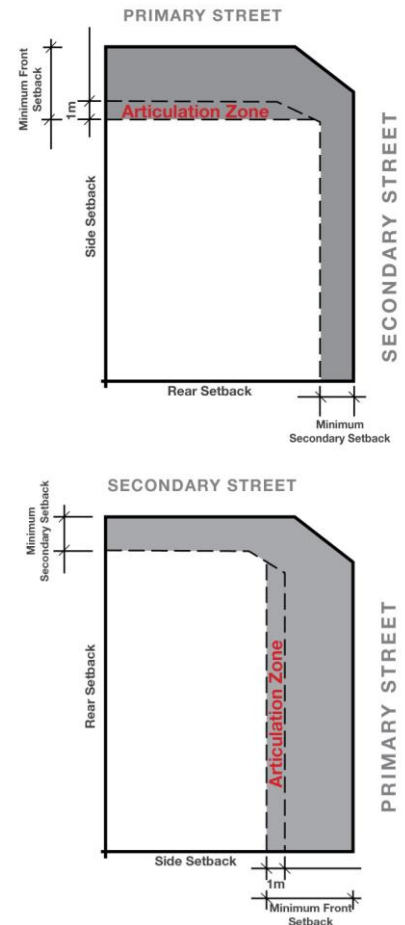 PRIMARY STREET
Minimum Front
Setback
1m
Articulation Zone
Side Setback
SECONDARY STREET
Rear Setback
Minimum
Secondary Setback
SECONDARY STREET
Minimum
Secondary Setback
Rear Setback
Articulation Zone
PRIMARY STREET
Side Setback
1m
Minimum Front
Setback